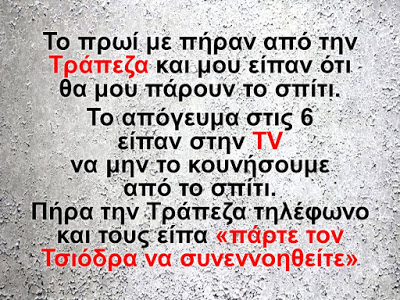 Το πρωί με πήραν από την
Τράπεζα και μου είπαν ότι
θα μου πάρουν το σπίτι.
Το απόγευμα στις 6
είπαν στην TV
να μην το κουνήσουμε
από το σπίτι.
Πήρα την Τράπεζα τηλέφωνο
και τους είπα «πάρτε τον
Τσιόδρα να συνεννοηθείτε»